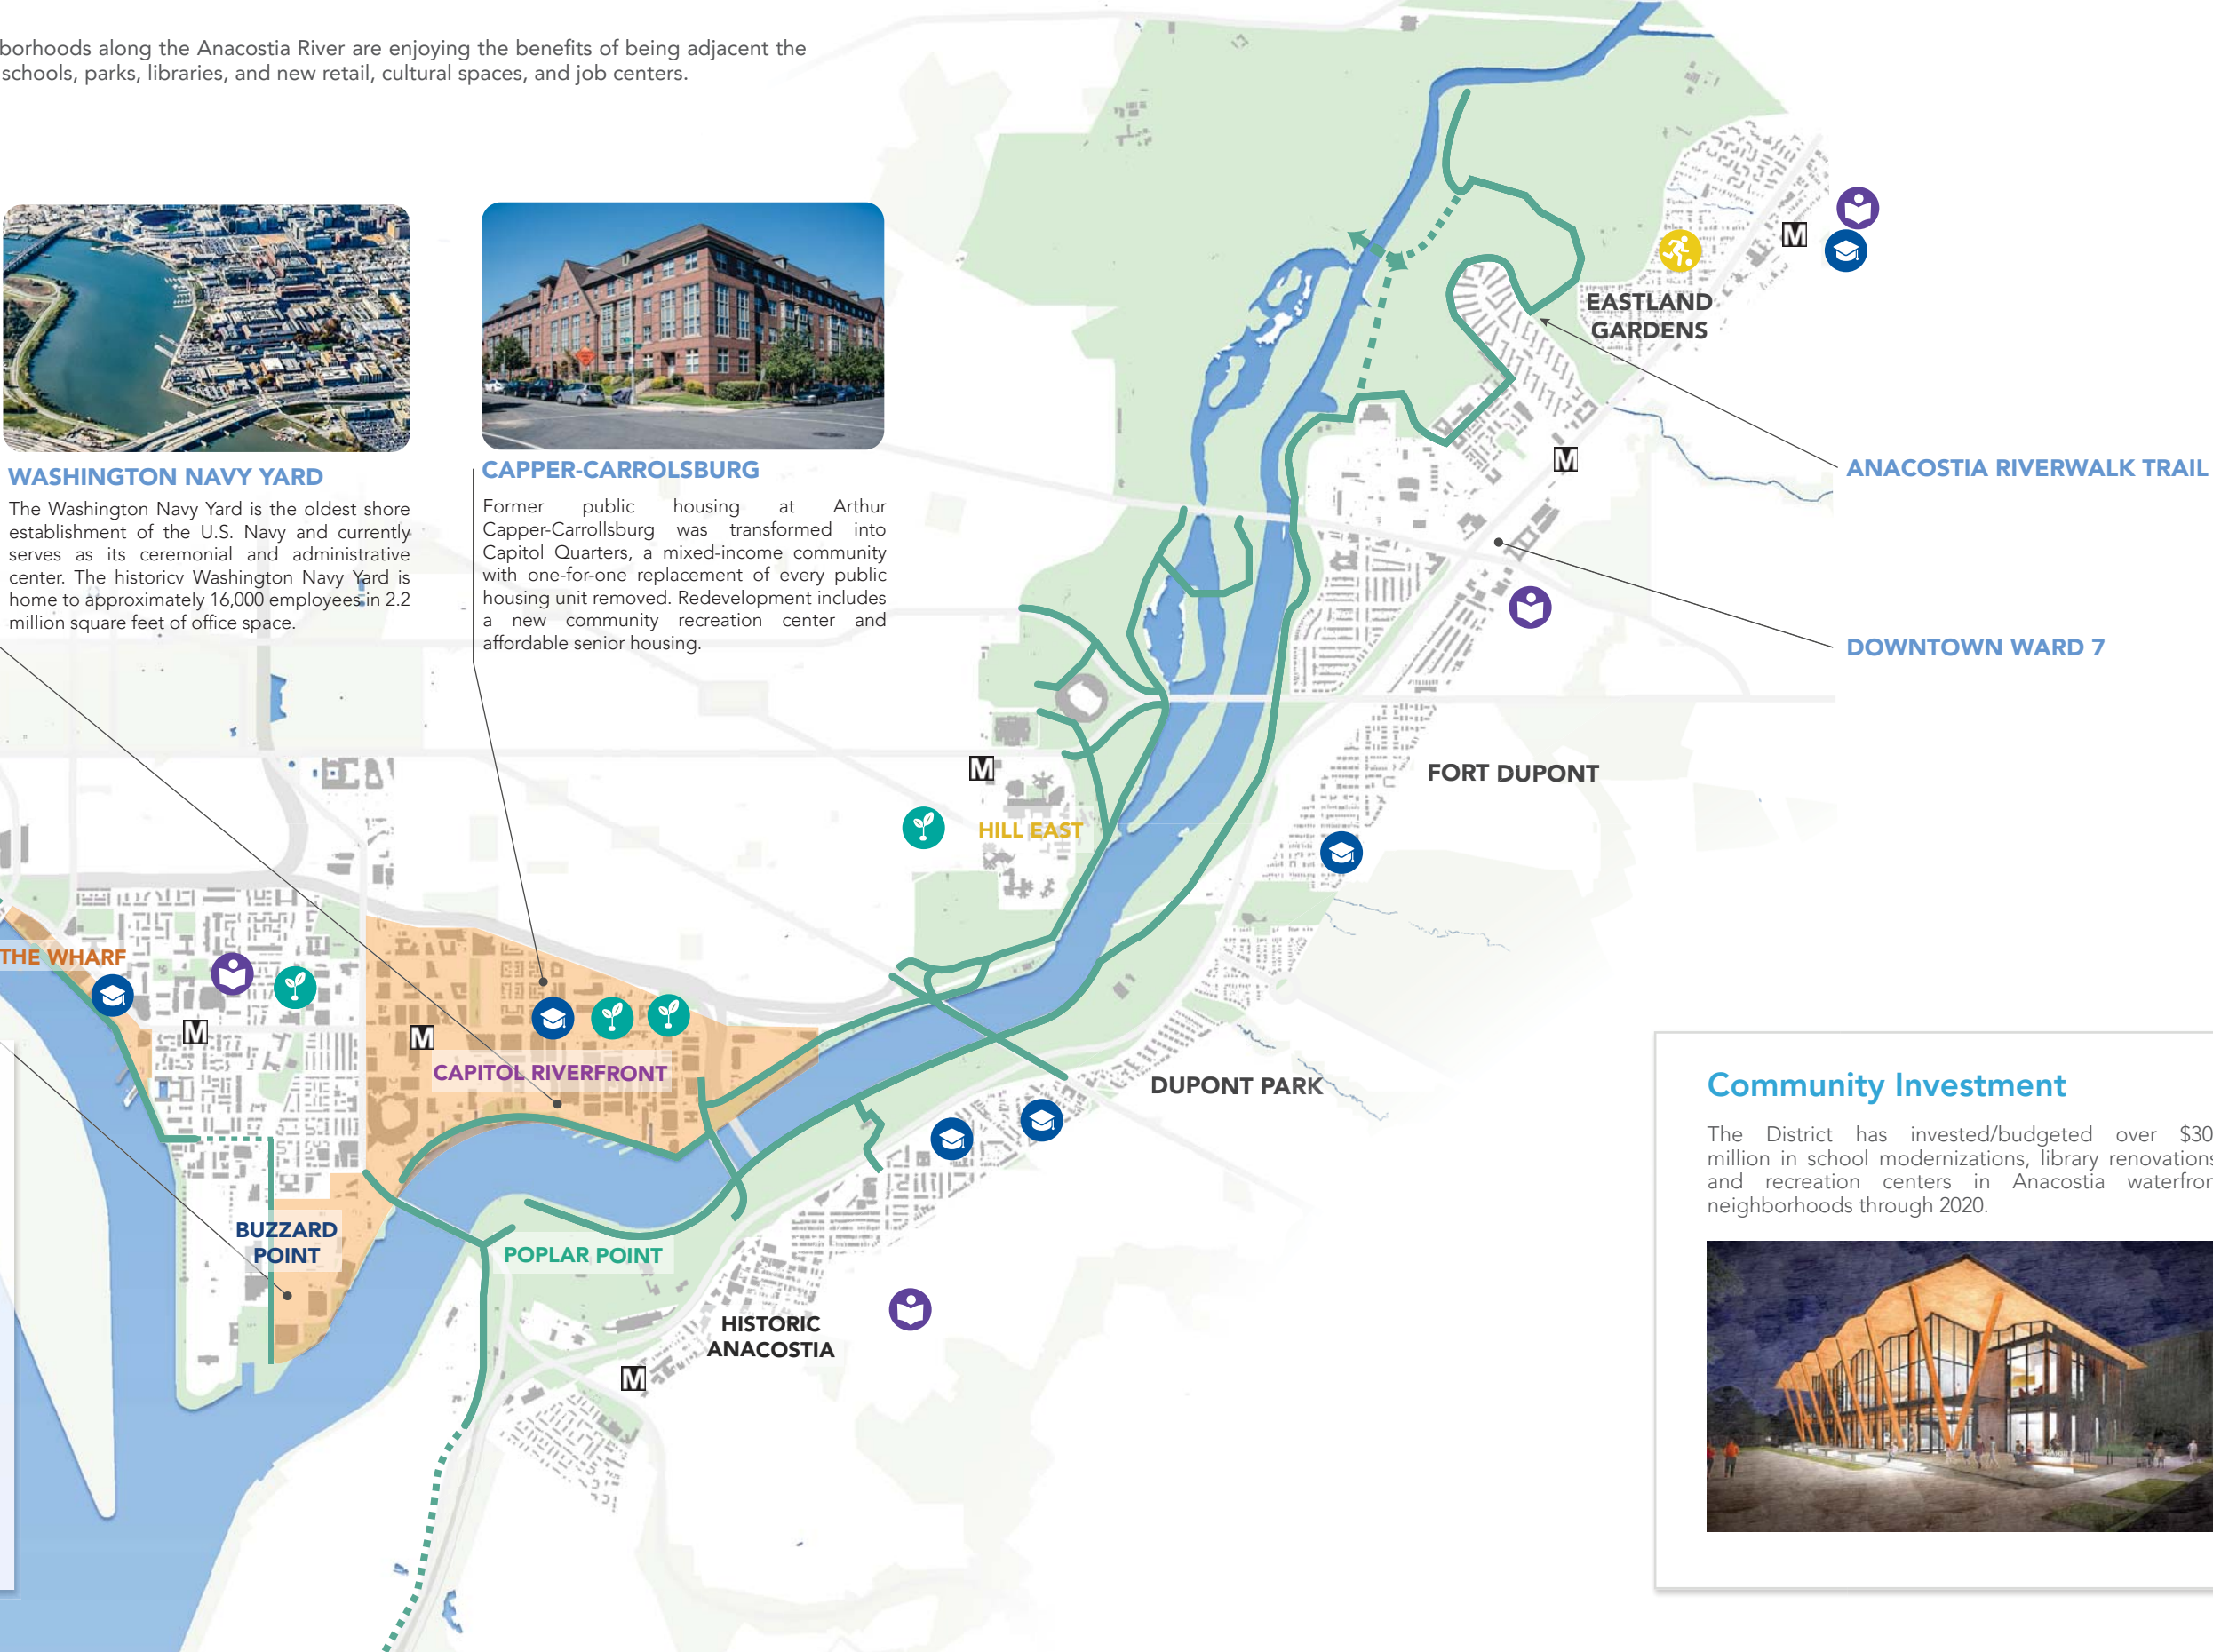 borhoods along the Anacostia River are enjoying the benefits of being adjacent the
schools, parks, libraries, and new retail, cultural spaces, and job centers.
WASHINGTON NAVY YARD
The Washington Navy Yard is the oldest shore
establishment of the U.S. Navy and currently
serves as its ceremonial and administrative
center. The historicv Washington Navy Yard is
home to approximately 16,000 employees in 2.2
million square feet of office space.
CAPPER-CARROLSBURG
Former public housing at Arthur
Capper-Carrollsburg was transformed into
Capitol Quarters, a mixed-income community
with one-for-one replacement of every public
housing unit removed. Redevelopment includes
a new community recreation center and
affordable senior housing.
M
EASTLAND
GARDENS
M
ANACOSTIA RIVERWALK TRAIL
DOWNTOWN WARD 7
M
FORT DUPONT
HILL EAST
THE WHARF
M
M
CAPITOL RIVERFRONT
DUPONT PARK
BUZZARD
POINT
POPLAR POINT
HISTORIC
ANACOSTIA
M
Community Investment
The District has invested/budgeted over $30
million in school modernizations, library renovations
and recreation centers in Anacostia waterfron
neighborhoods through 2020.